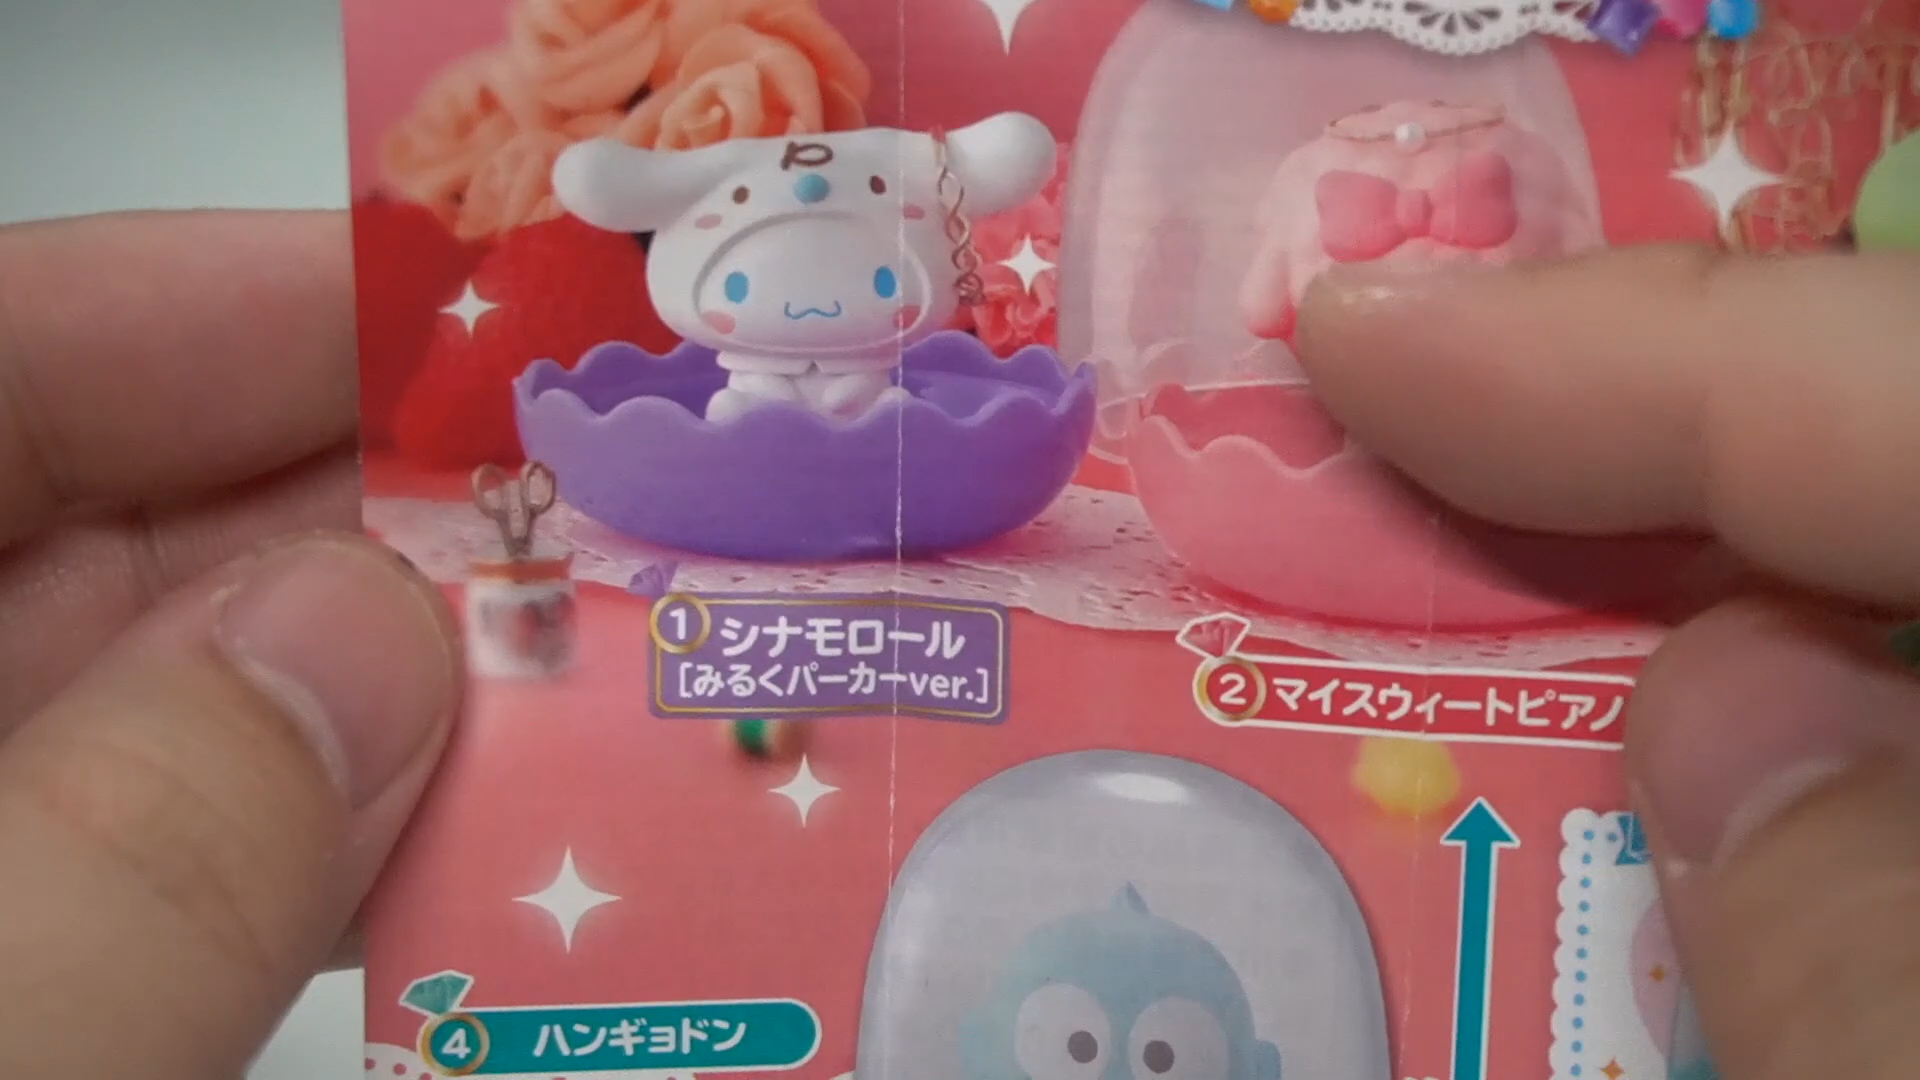 ① シナモロール
[みるくパーカーver.]
② マイスウィートピアノ
④ ハンギョドン